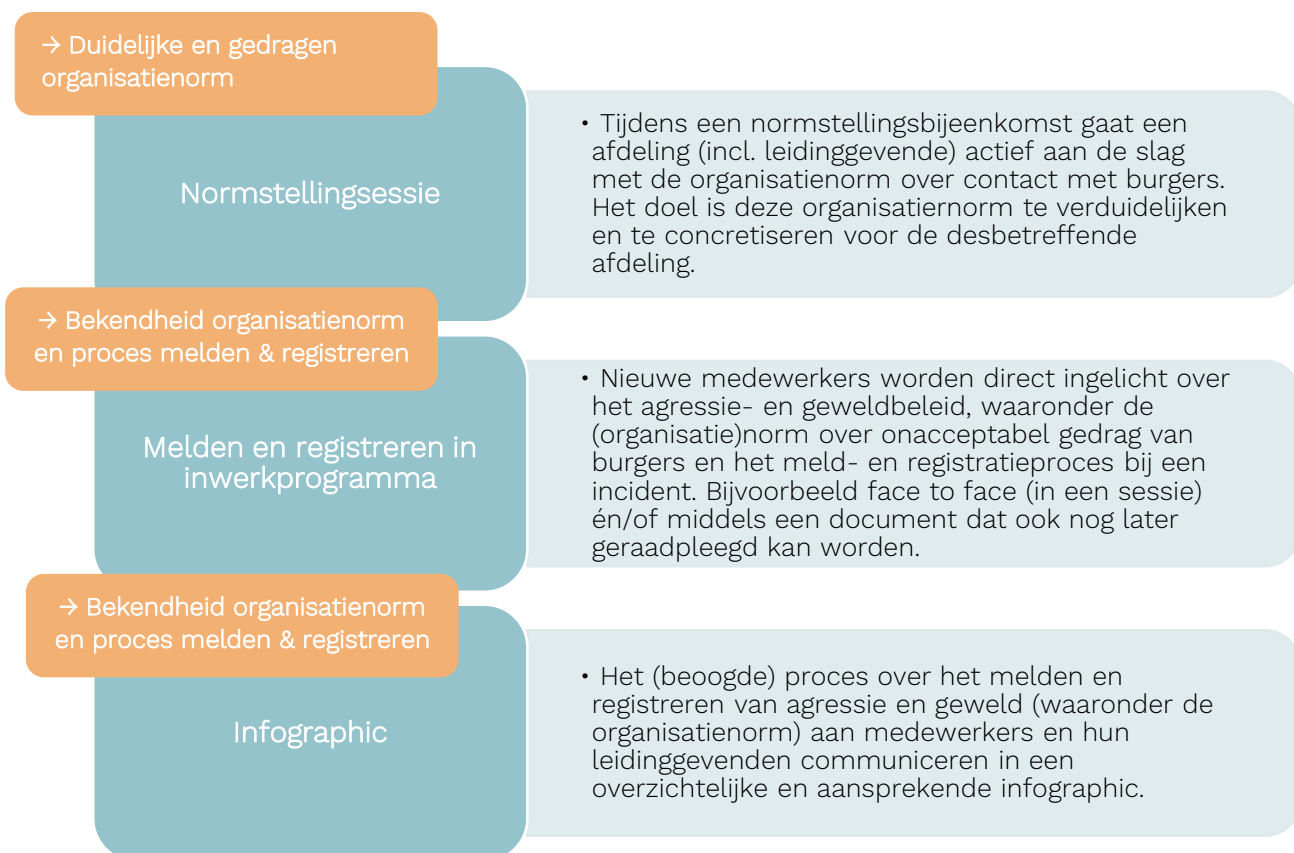 → Duidelijke en gedragen
organisatienorm
Normstellingsessie
• Tijdens een normstellingsbijeenkomst gaat een
afdeling (incl. leidinggevende) actief aan de slag
met de organisatienorm over contact met burgers.
Het doel is deze organisatiernorm te verduidelijken
en te concretiseren voor de desbetreffende
afdeling.
→ Bekendheid organisatienorm
en proces melden & registreren
Melden en registreren in
inwerkprogramma
• Nieuwe medewerkers worden direct ingelicht over
het agressie- en geweldbeleid, waaronder de
(organisatie)norm over onacceptabel gedrag van
burgers en het meld- en registratieproces bij een
incident. Bijvoorbeeld face to face (in een sessie)
én/of middels een document dat ook nog later
geraadpleegd kan worden.
→ Bekendheid organisatienorm
en proces melden & registreren
Infographic
• Het (beoogde) proces over het melden en
registreren van agressie en geweld (waaronder de
organisatienorm) aan medewerkers en hun
leidinggevenden communiceren in een
overzichtelijke en aansprekende infographic.